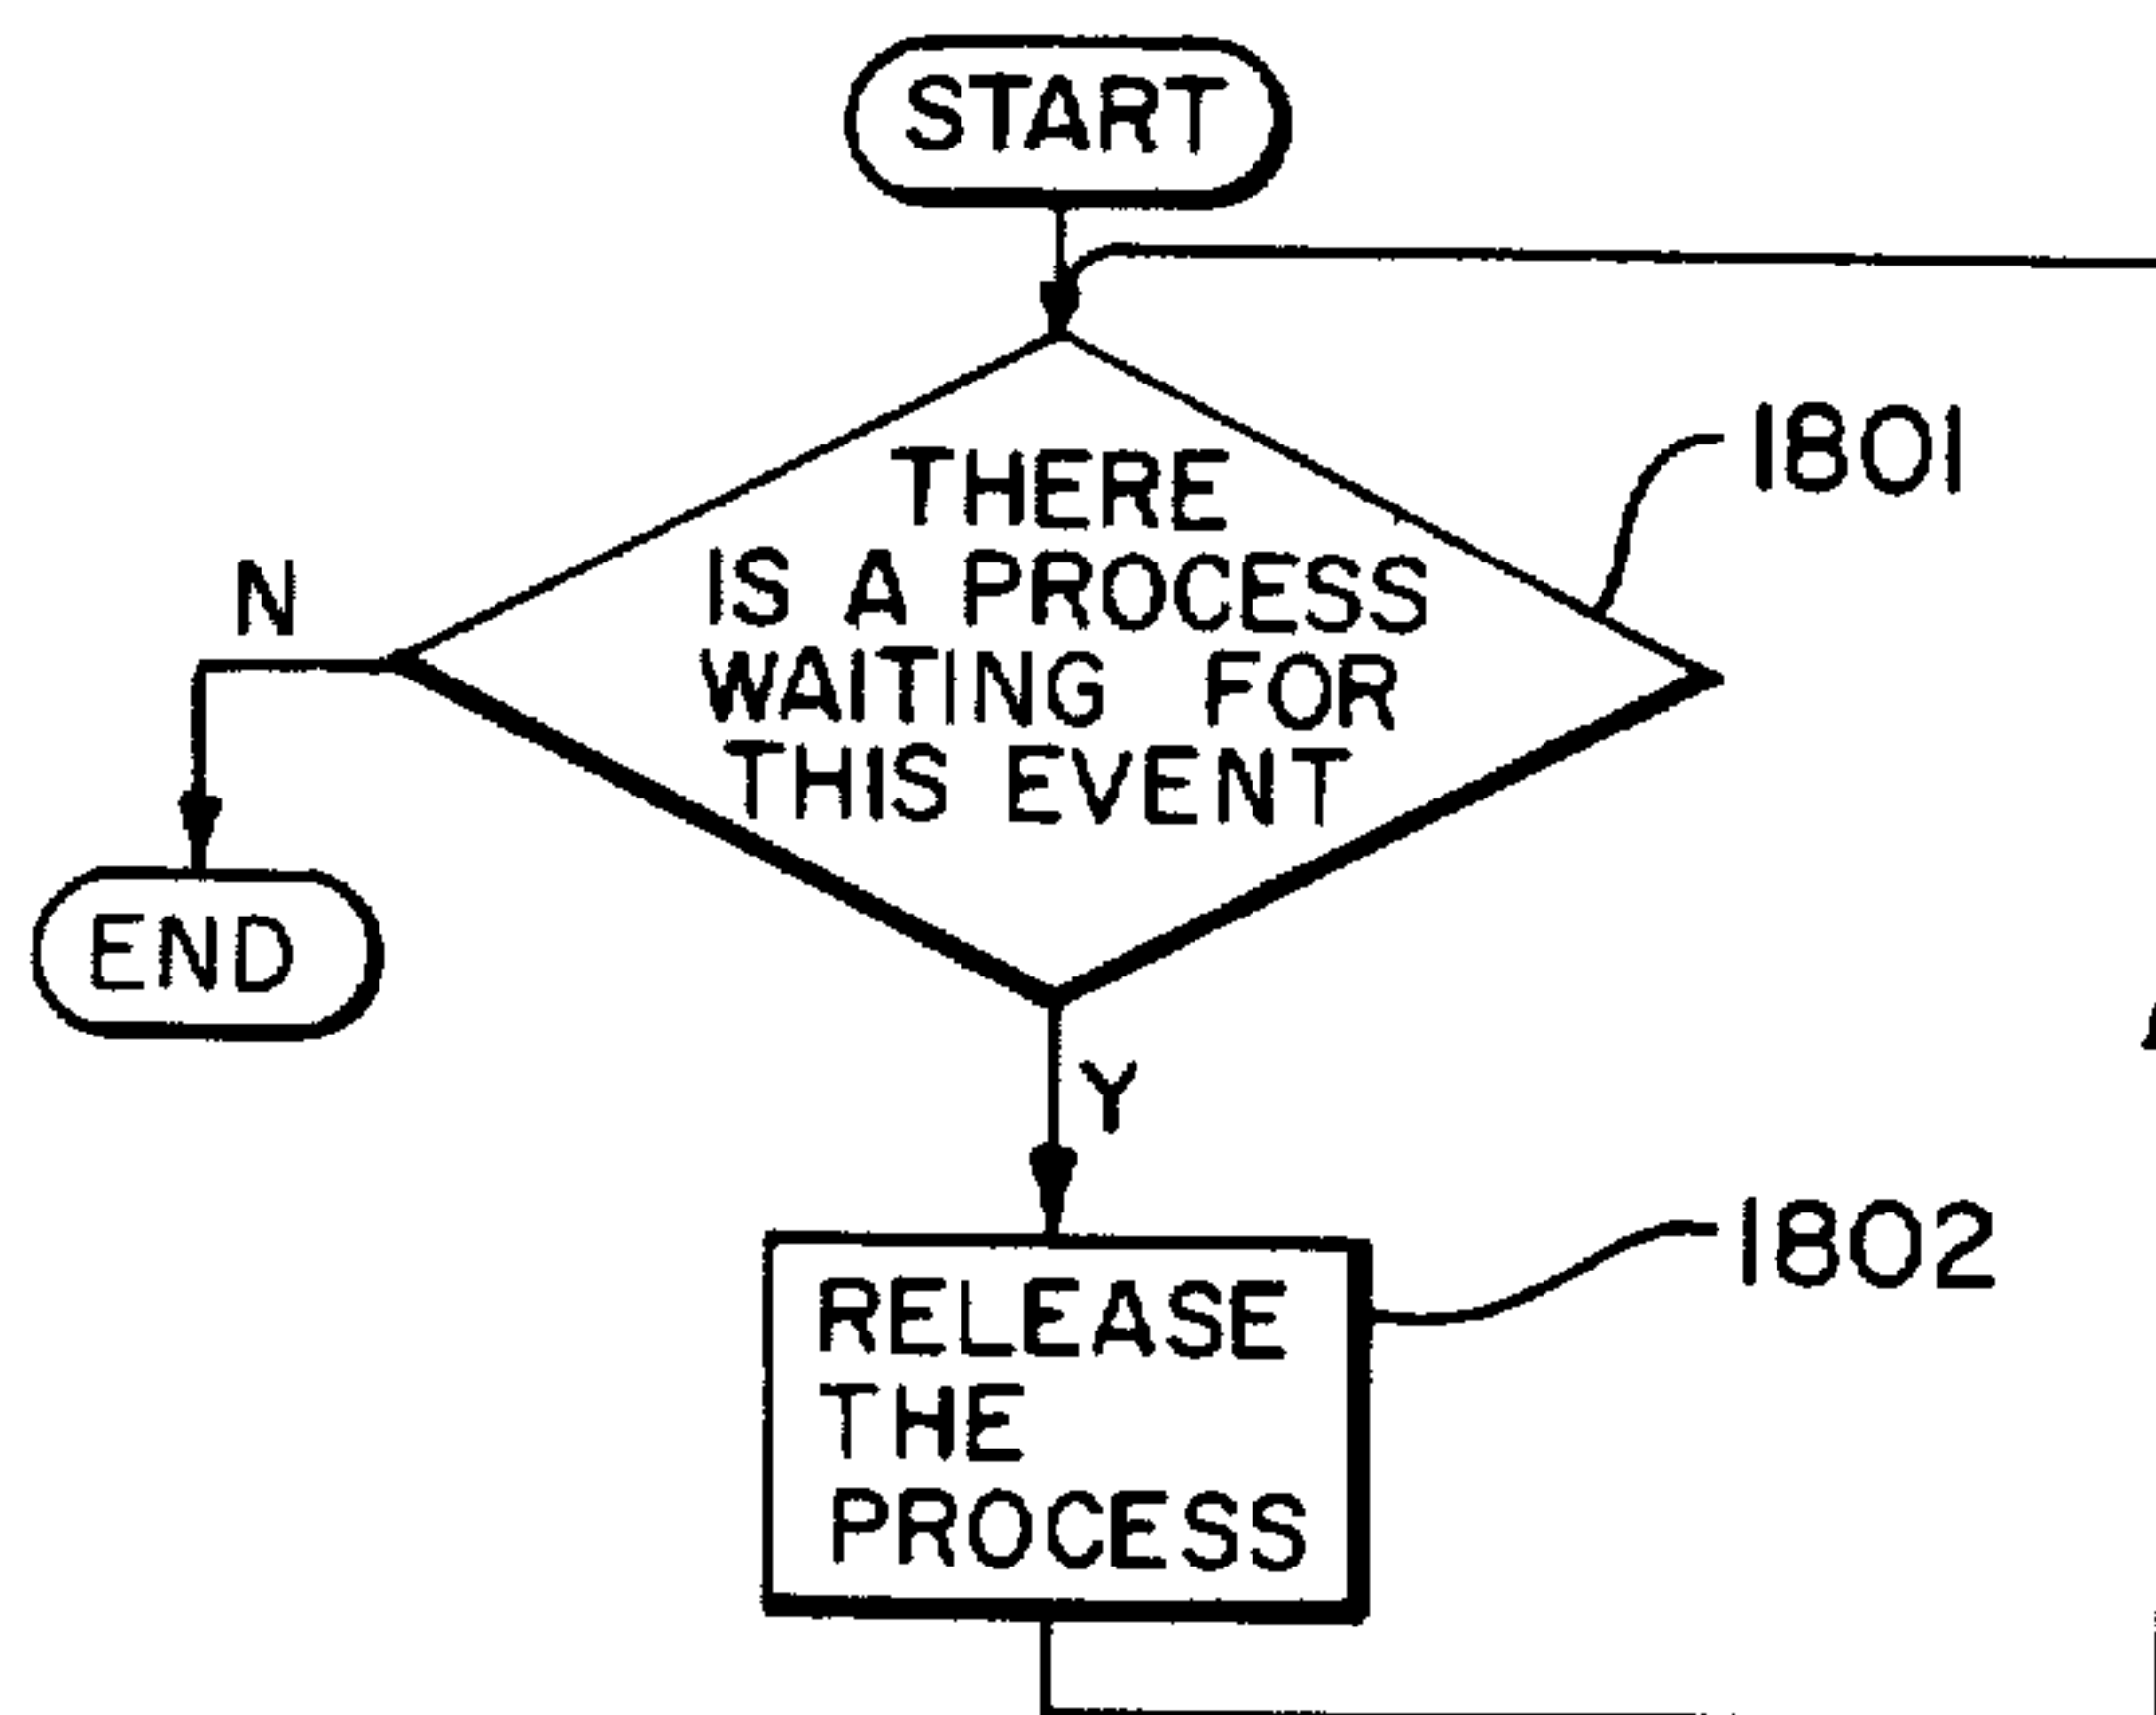 START
1801
THERE
IS A PROCESS
WAITING FOR
THIS EVENT
N
END
Y
1802
RELEASE
THE
PROCESS